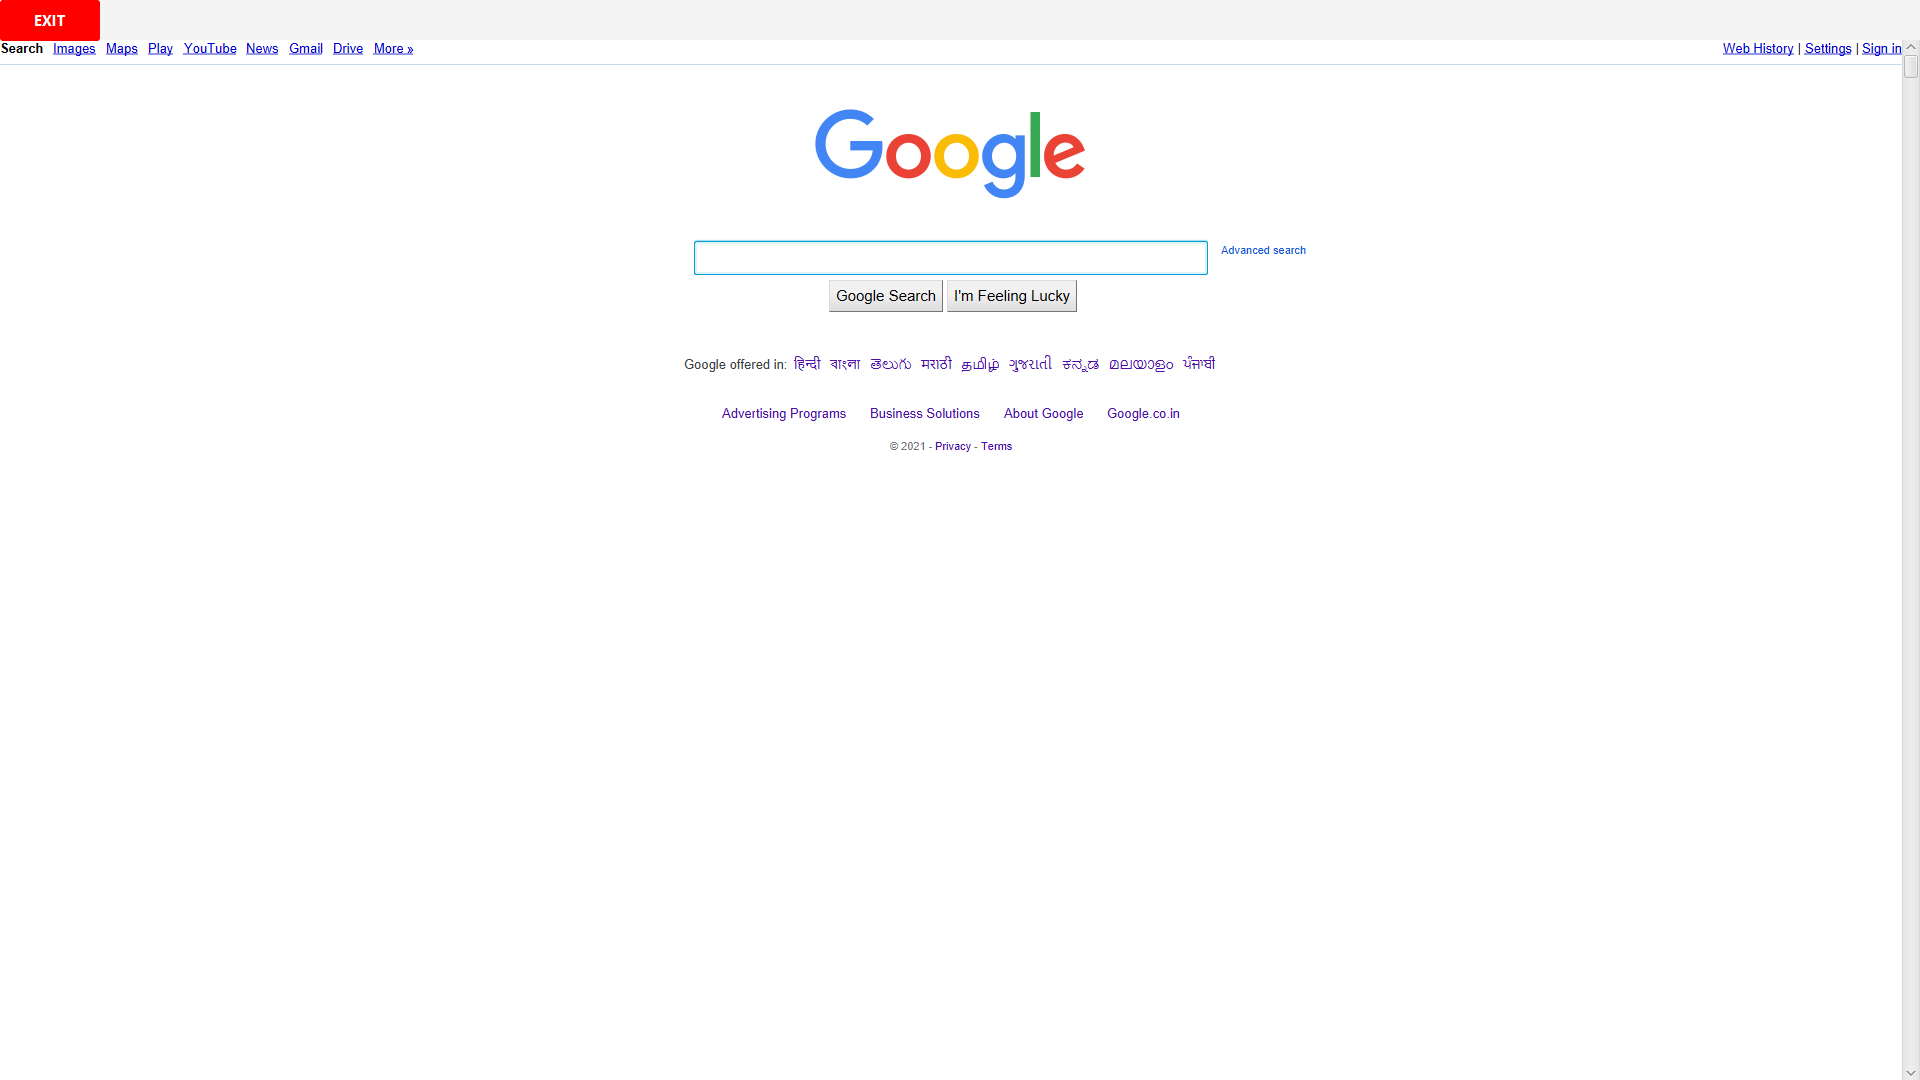 EXIT
Search Images Maps Play YouTube News Gmail Drive More »
Web History | Settings | Sign in
Google
Advanced search
Google Search I'm Feeling Lucky
Google offered in: हिन्दी বাংলা తెలుగు मराठी தமிழ் ગુજરાતી ಕನ್ನಡ മലയാളം ਪੰਜਾਬੀ
Advertising Programs Business Solutions About Google Google.co.in
© 2021 - Privacy - Terms